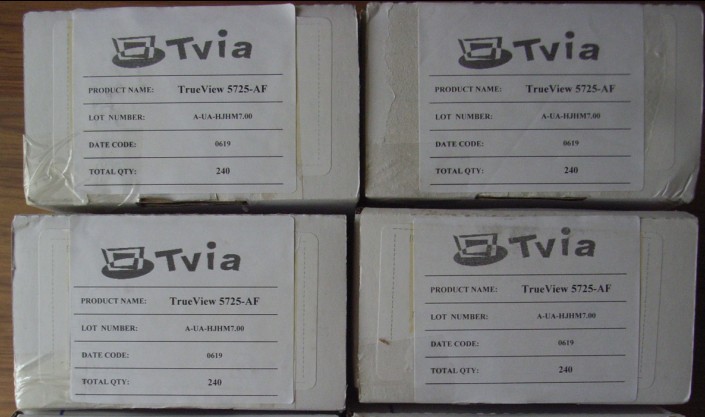 Tvia
PRODUCT NAME: TrueView 5725-AF
LOT NUMBER: A-UA-HJHM7.00
DATE CODE: 0619
TOTAL QTY: 240
Tvia
PRODUCT NAME: TrueView 5725-AF
LOT NUMBER: A-UA-HJHM7.00
DATE CODE: 0619
TOTAL QTY: 240
Tvia
PRODUCT NAME: TrueView 5725-AF
LOT NUMBER: A-UA-HJHM7.00
DATE CODE: 0619
TOTAL QTY: 240
Tvia
PRODUCT NAME: TrueView 5725-AF
LOT NUMBER: A-UA-HJHM7.00
DATE CODE: 0619
TOTAL QTY: 240